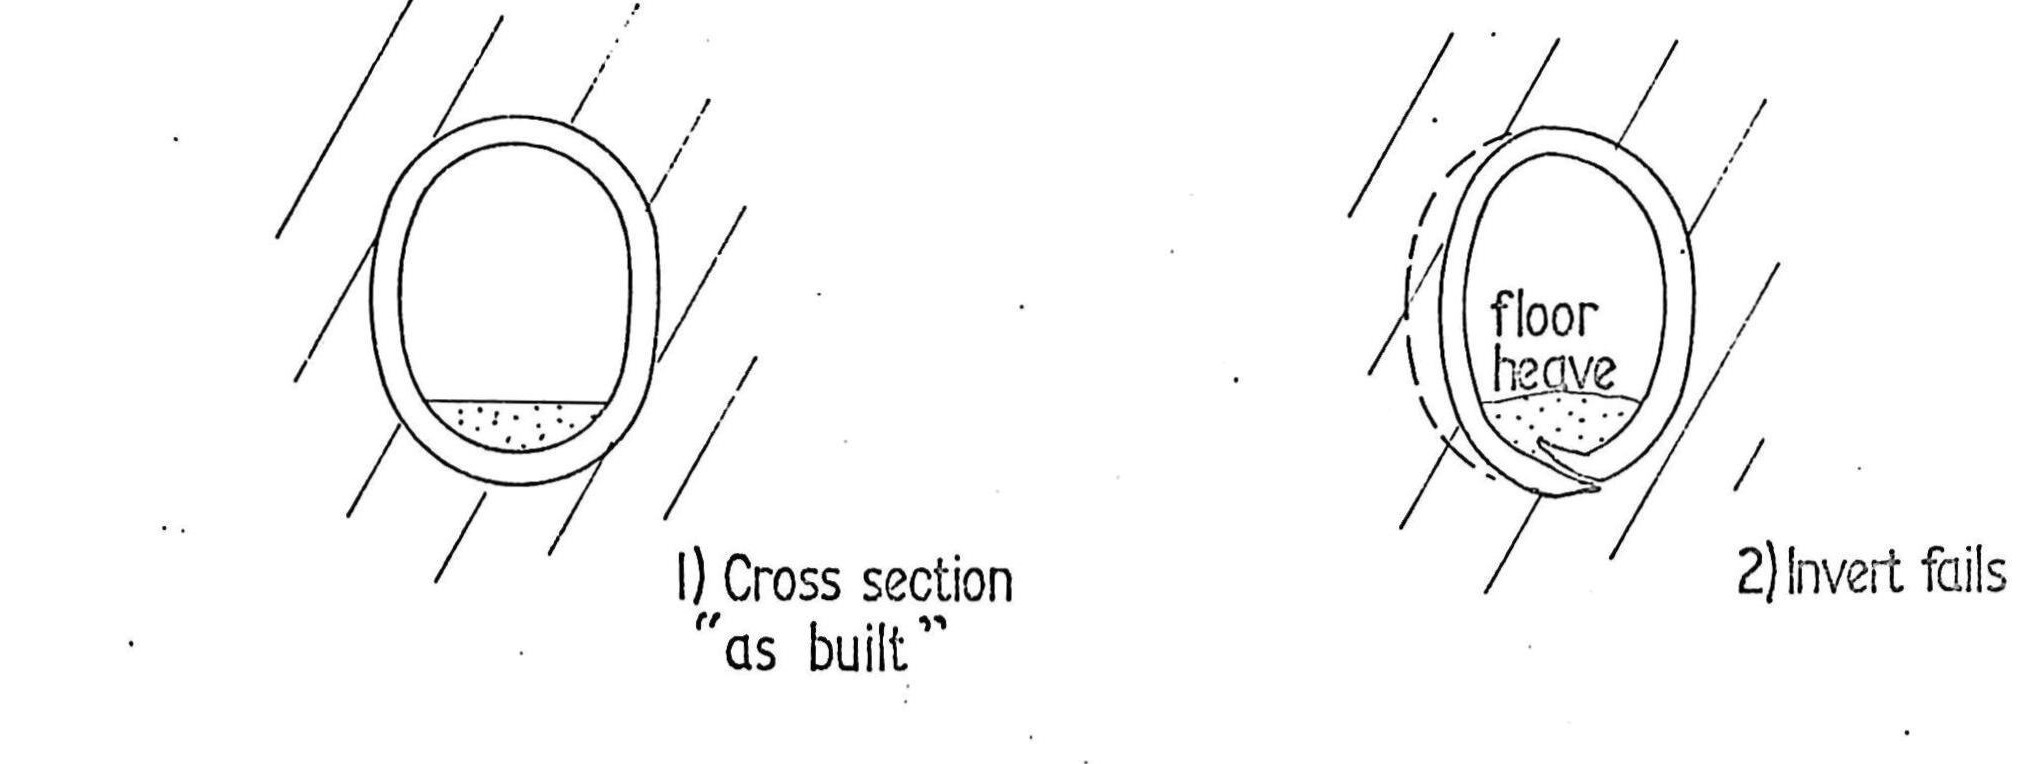 floor
heave
1) Cross section
"as built"
2) Invert fails